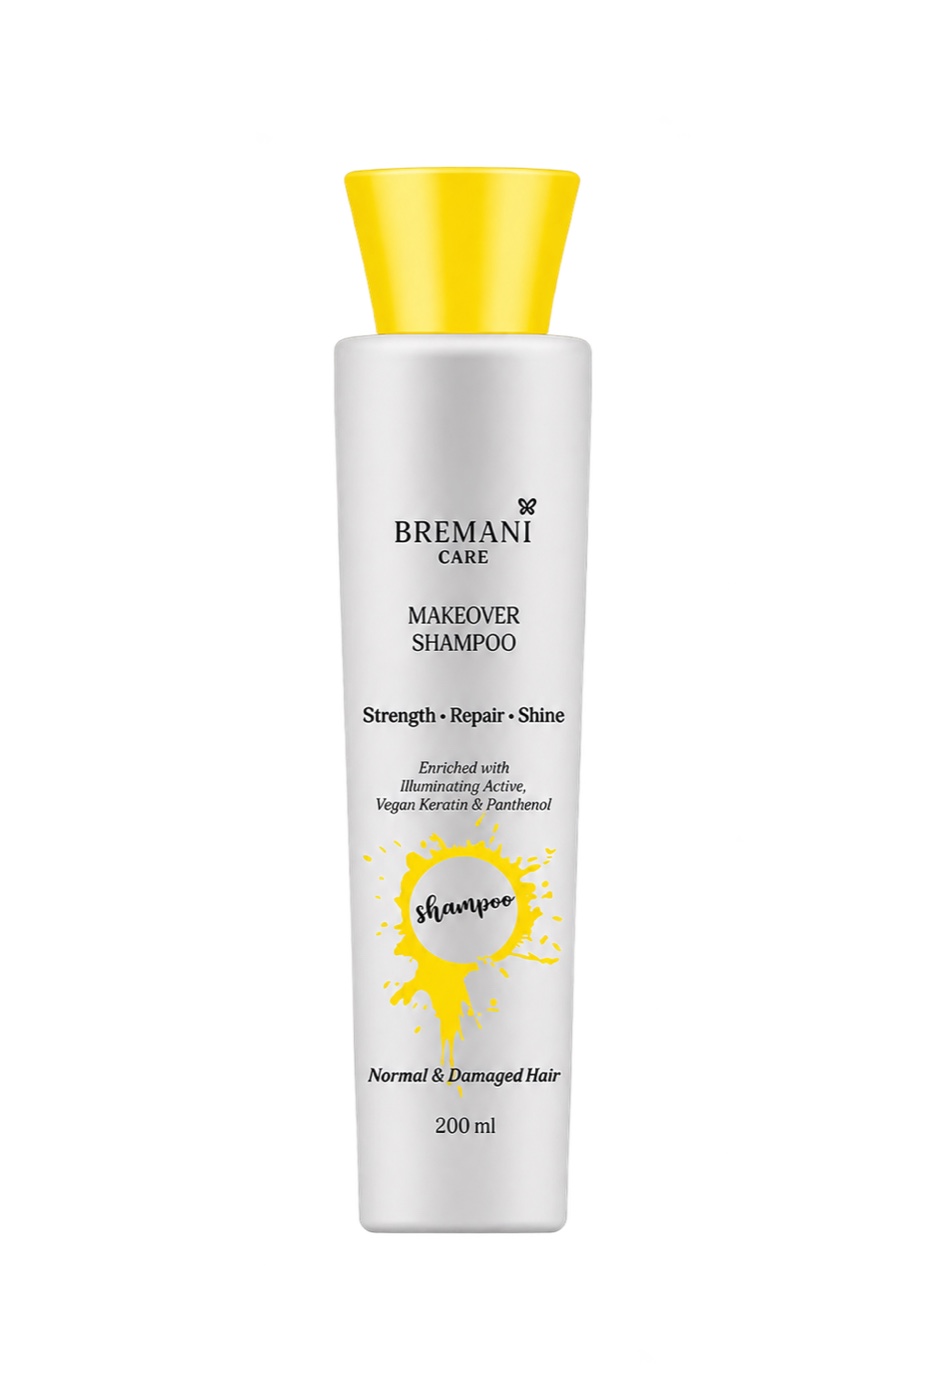 BREMANI
CARE
MAKEOVER
SHAMPOO
Strength • Repair • Shine
Enriched with
Illuminating Active,
Vegan Keratin & Panthenol
shampoo
Normal & Damaged Hair
200 ml